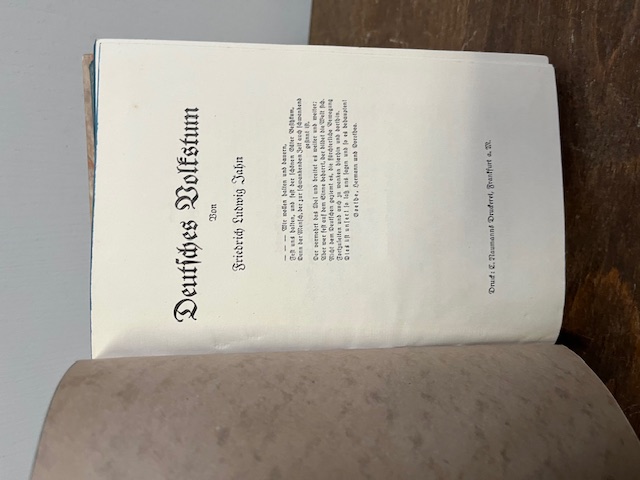 Deutsches Volkstum
Von
Friedrich Ludwig Jahn
— — — Wir wollen halten und dauern,
Fest uns halten, und fest der schönen Güter Besitztum,
Denn der Mensch, der zur schwankenden Zeit auch schwankend
gesinnt ist,
Der vermehrt das Übel und breitet es weiter und weiter;
Aber wer fest auf dem Sinne beharrt, der bildet die Welt sich.
Nicht dem Deutschen geziemt es, die fürchterliche Bewegung
Fortzuleiten und auch zu wanken hierhin und dorthin.
Dies ist unser! so laß uns sagen und so es behaupten!
Goethe, Hermann und Dorothea.
Druck: C. Naumanns Druckerei, Frankfurt a. M.